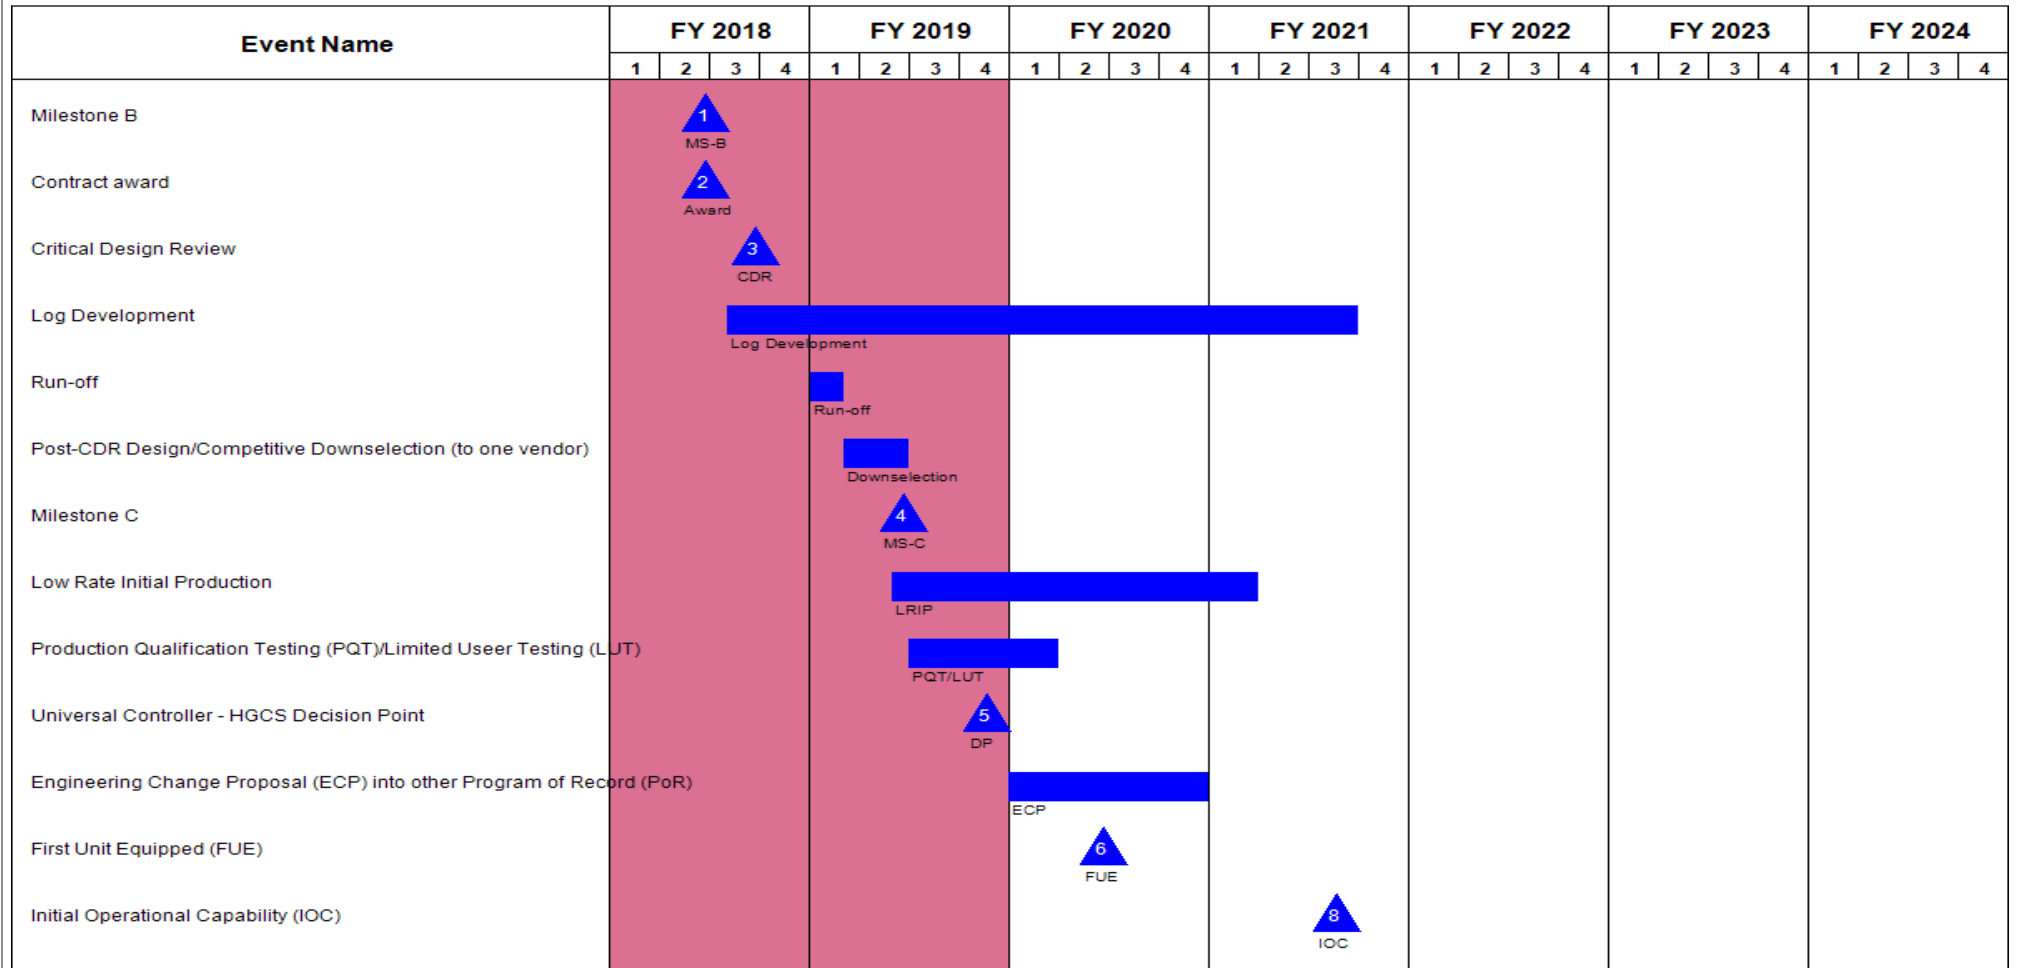 Event Name
FY 2018 FY 2019 FY 2020 FY 2021 FY 2022 FY 2023 FY 2024
1 2 3 4 1 2 3 4 1 2 3 4 1 2 3 4 1 2 3 4 1 2 3 4 1 2 3 4
Milestone B
1
MS-B
Contract award
2
Award
Critical Design Review
3
CDR
Log Development
Log Development
Run-off
Run-off
Post-CDR Design/Competitive Downselection (to one vendor)
Downselection
Milestone C
4
MS-C
Low Rate Initial Production
LRIP
Production Qualification Testing (PQT)/Limited Useer Testing (LUT)
PQT/LUT
Universal Controller - HGCS Decision Point
5
DP
Engineering Change Proposal (ECP) into other Program of Record (PoR)
ECP
First Unit Equipped (FUE)
6
FUE
Initial Operational Capability (IOC)
8
IOC